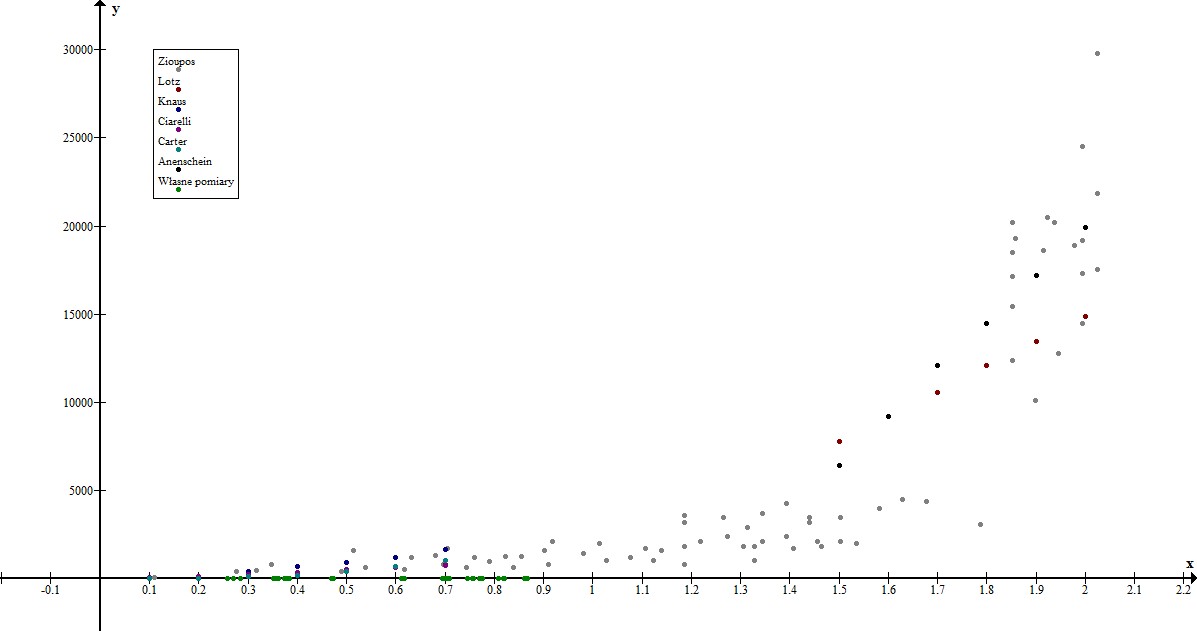 y
30000
Zioupos
Lotz
Knaus
25000
Ciarelli
Carter
Anenschein
Własne pomiary
20000
15000
10000
5000
x
-0.1 0.1 0.2 0.3 0.4 0.5 0.6 0.7 0.8 0.9 1 1.1 1.2 1.3 1.4 1.5 1.6 1.7 1.8 1.9 2 2.1 2.2